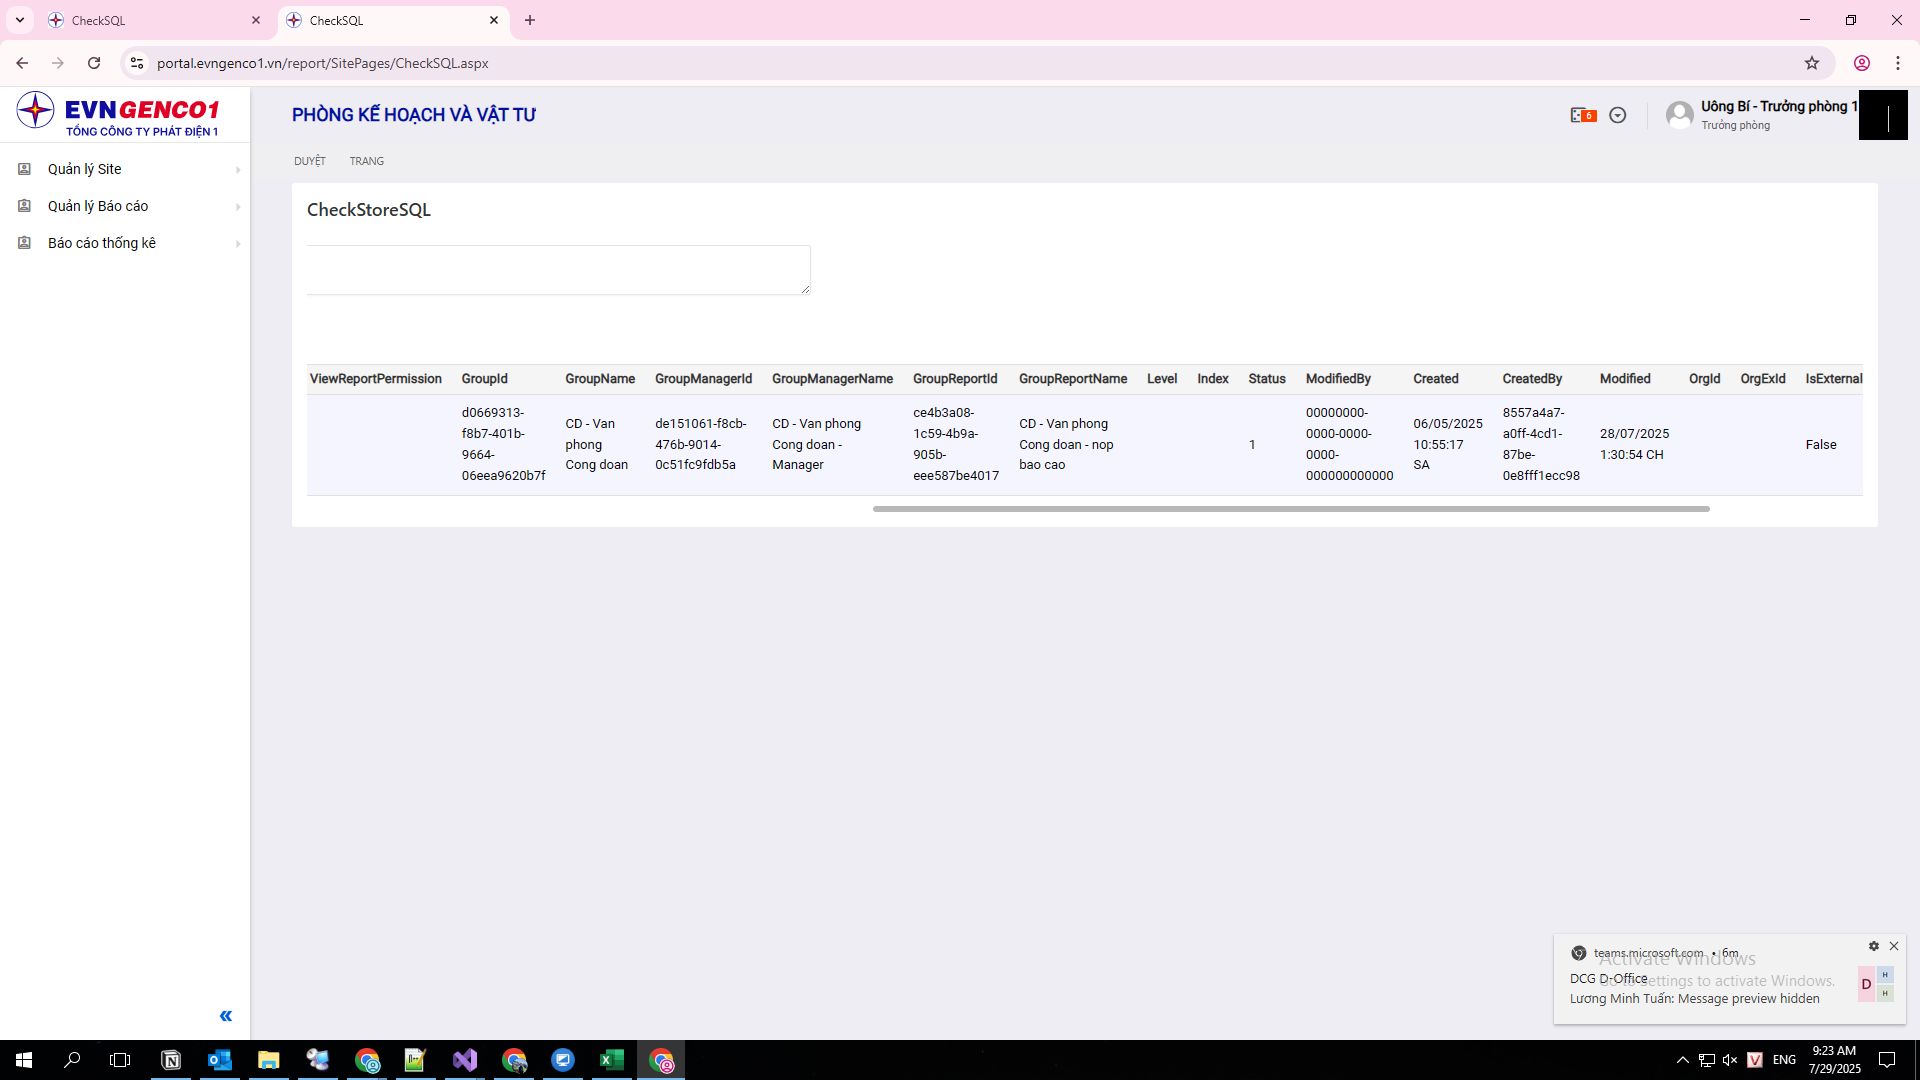 CheckSQL
CheckSQL
portal.evngenco1.vn/report/SitePages/CheckSQL.aspx
EVNGENCO1
TỔNG CÔNG TY PHÁT ĐIỆN 1
PHÒNG KẾ HOẠCH VÀ VẬT TƯ
6
Uông Bí - Trưởng phòng 1
Trưởng phòng
Quản lý Site
Quản lý Báo cáo
Báo cáo thống kê
DUYỆT TRANG
CheckStoreSQL
ViewReportPermission GroupId GroupName GroupManagerId GroupManagerName GroupReportId GroupReportName Level Index Status ModifiedBy Created CreatedBy Modified OrgId OrgExId IsExternal
d0669313-
f8b7-401b-
9664-
06eea9620b7f
CD - Van
phong
Cong doan
de151061-f8cb-
476b-9014-
0c51fc9fdb5a
CD - Van phong
Cong doan -
Manager
ce4b3a08-
1c59-4b9a-
905b-
eee587be4017
CD - Van phong
Cong doan - nop
bao cao
1
00000000-
0000-0000-
0000-
000000000000
06/05/2025
10:55:17
SA
8557a4a7-
a0ff-4cd1-
87be-
0e8fff1ecc98
28/07/2025
1:30:54 CH
False
«
Activate Windows
Go to Settings to activate Windows.
teams.microsoft.com • 6m
DCG D-Office
Lương Minh Tuấn: Message preview hidden
D
H
H
ENG
9:23 AM
7/29/2025